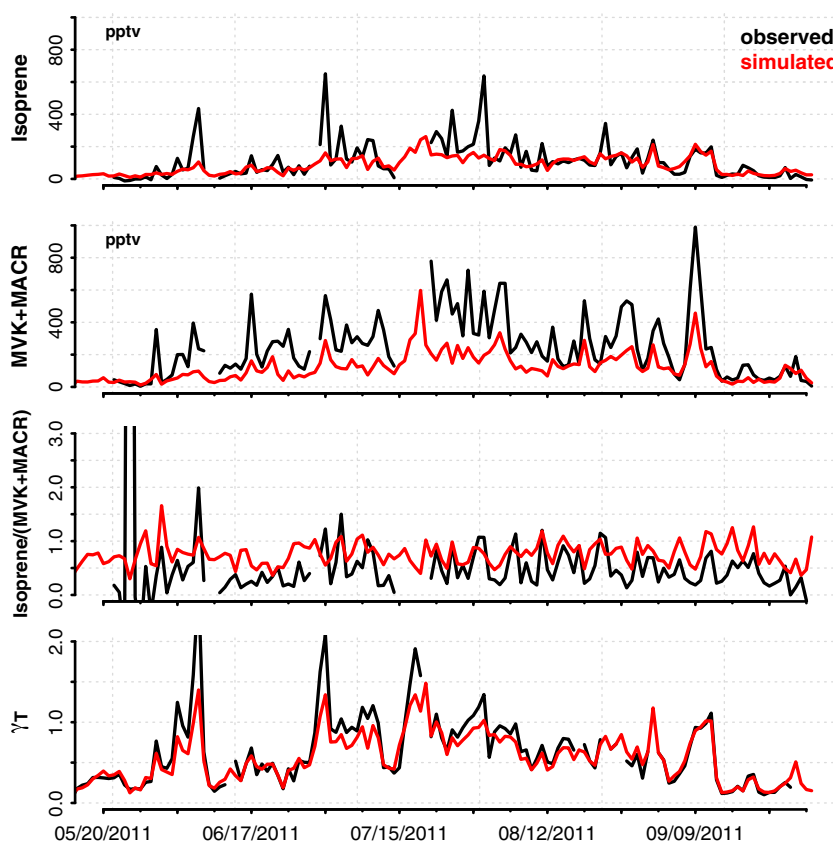 pptv
observed
simulated
Isoprene
0
400
800
pptv
MVK+MACR
0
400
800
Isoprene/(MVK+MACR)
0.0
1.0
2.0
3.0
γT
0.0
1.0
2.0
05/20/2011 06/17/2011 07/15/2011 08/12/2011 09/09/2011